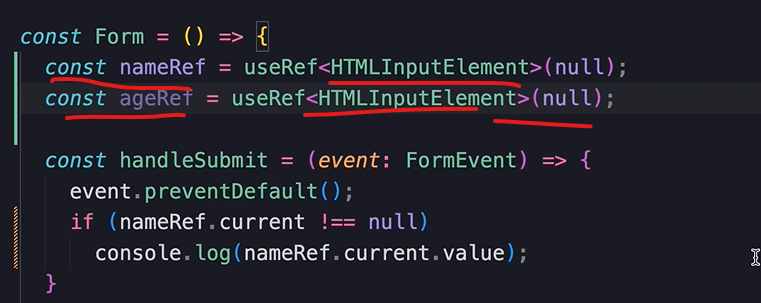 const Form = () => {
const nameRef = useRef<HTMLInputElement>(null);
const ageRef = useRef<HTMLInputElement>(null);
const handleSubmit = (event: FormEvent) => {
event.preventDefault();
if (nameRef.current !== null)
console.log(nameRef.current.value);
}